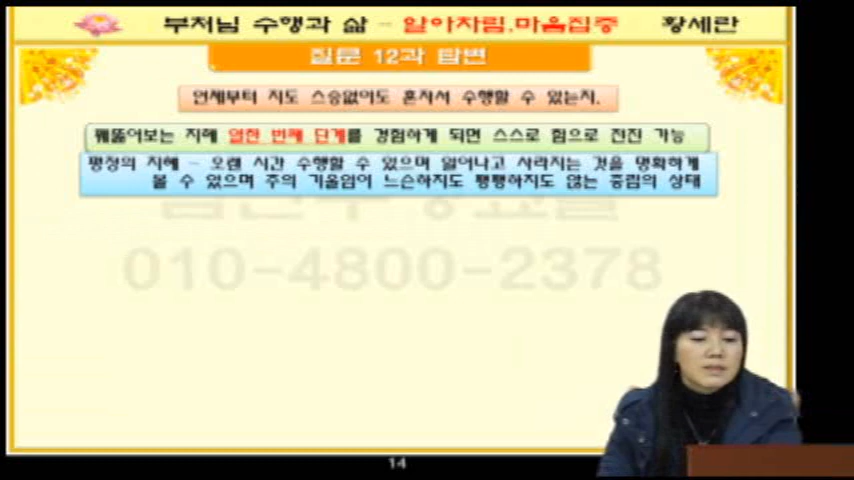 부처님 수행과 삶 - 알아차림.마음집중 황세란
질문 12과 답변
언제부터 지도 스승없이도 혼자서 수행할 수 있는지.
꿰뚫어보는 지혜 열한 번째 단계를 경험하게 되면 스스로 힘으로 전진 가능
평정의 지혜 - 오랜 시간 수행할 수 있으며 일어나고 사라지는 것을 명확하게
볼 수 있으며 주의 기울임이 느슨하지도 팽팽하지도 않는 중립의 상태
010-4800-2378
14